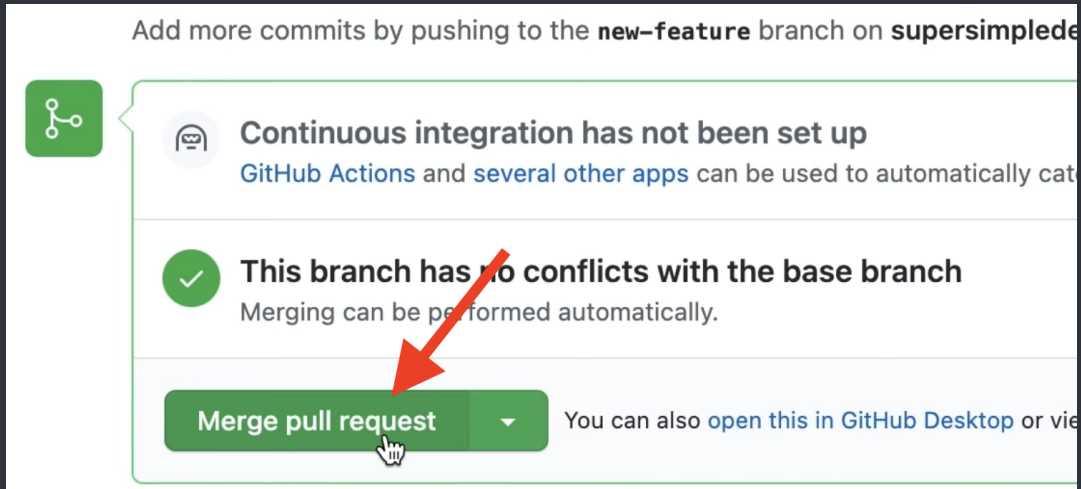 Add more commits by pushing to the new-feature branch on supersimplede
Continuous integration has not been set up
GitHub Actions and several other apps can be used to automatically cat
This branch has no conflicts with the base branch
Merging can be performed automatically.
Merge pull request
You can also open this in GitHub Desktop or vie